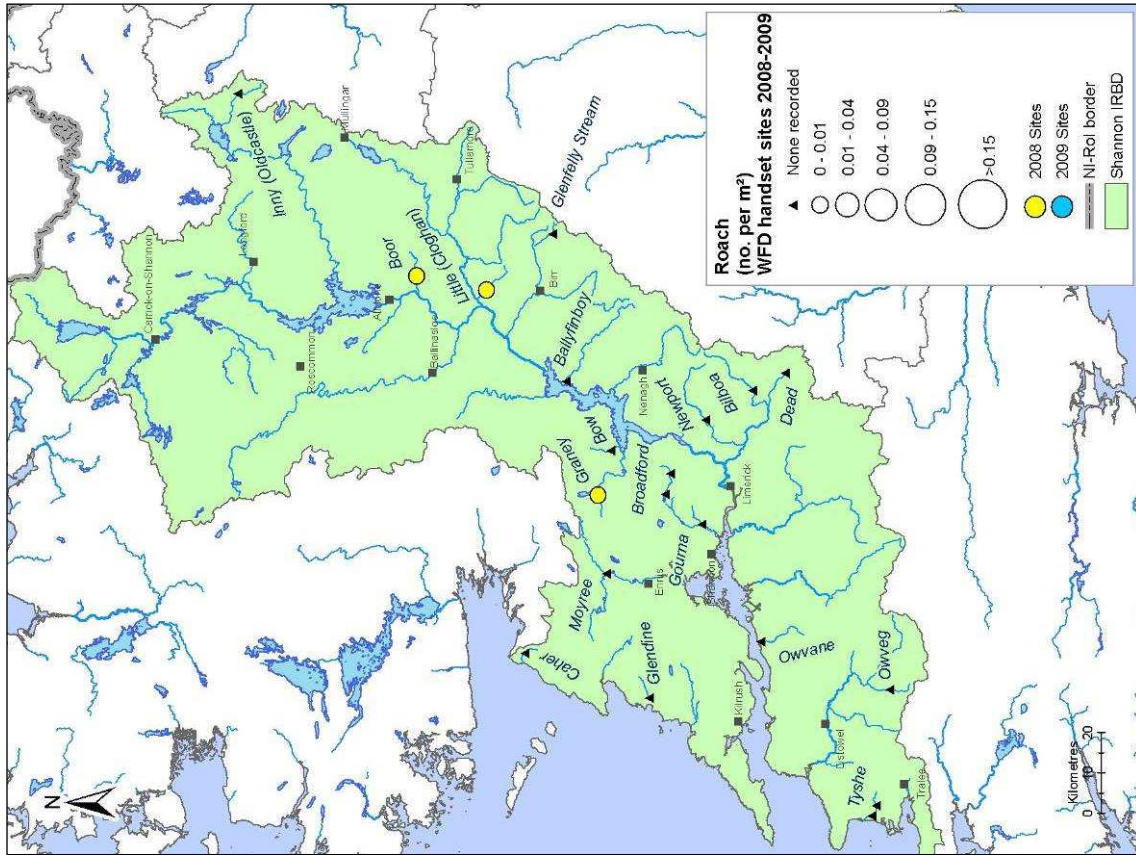 N
Carrick-on-Shannon
Longford
Inny (Oldcastle)
Roscommon
Mullingar
Athlone
Boor
Ballinasloe
Little (Cloghan)
Tullamore
Birr
Glenfelly Stream
Caher
Ballyfinboy
Moyree
Graney
Bow
Broadford
Nenagh
Glendine
Ennis
Gourna
Newport
Shannon
Bilboa
Kilrush
Limerick
Dead
Owvane
Listowel
Tyshe
Owveg
Tralee
Roach
(no. per m²)
WFD handset sites 2008-2009
None recorded
0 - 0.01
0.01 - 0.04
0.04 - 0.09
0.09 - 0.15
>0.15
2008 Sites
2009 Sites
NI-RoI border
Shannon IRBD
Kilometres
0 5 10 20